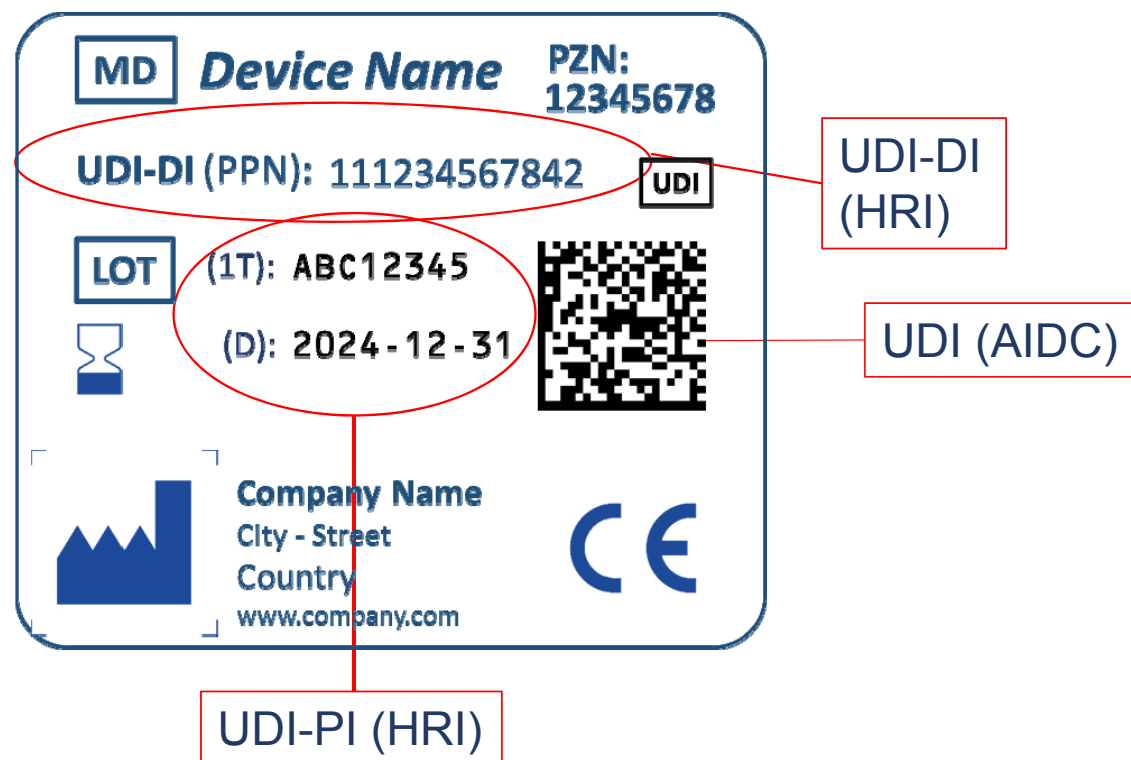 MD Device Name PZN:
12345678
UDI-DI (PPN): 111234567842 UDI
UDI-DI
(HRI)
LOT (1T): ABC12345
(D): 2024-12-31
UDI (AIDC)
Company Name
City - Street
Country
www.company.com
CE
UDI-PI (HRI)